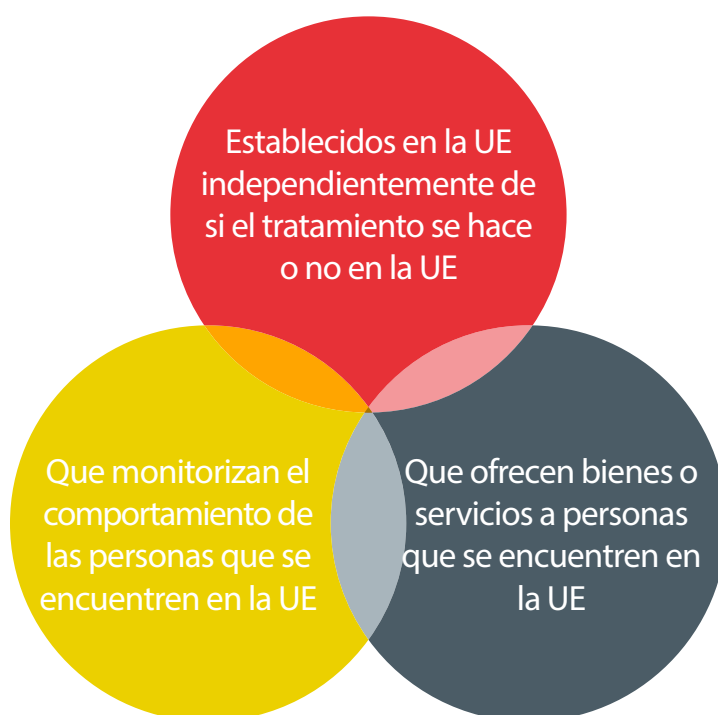 Establecidos en la UE
independientemente de
si el tratamiento se hace
o no en la UE
Que monitorizan el
comportamiento de
las personas que se
encuentren en la UE
Que ofrecen bienes o
servicios a personas
que se encuentren en
la UE